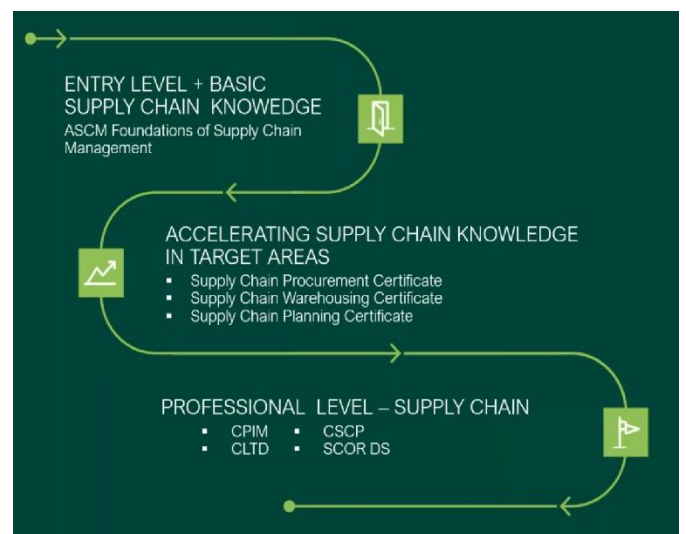 ENTRY LEVEL + BASIC
SUPPLY CHAIN KNOWEDGE
ASCM Foundations of Supply Chain
Management
ACCELERATING SUPPLY CHAIN KNOWLEDGE
IN TARGET AREAS
▪ Supply Chain Procurement Certificate
▪ Supply Chain Warehousing Certificate
▪ Supply Chain Planning Certificate
PROFESSIONAL LEVEL – SUPPLY CHAIN
▪ CPIM ▪ CSCP
▪ CLTD ▪ SCOR DS